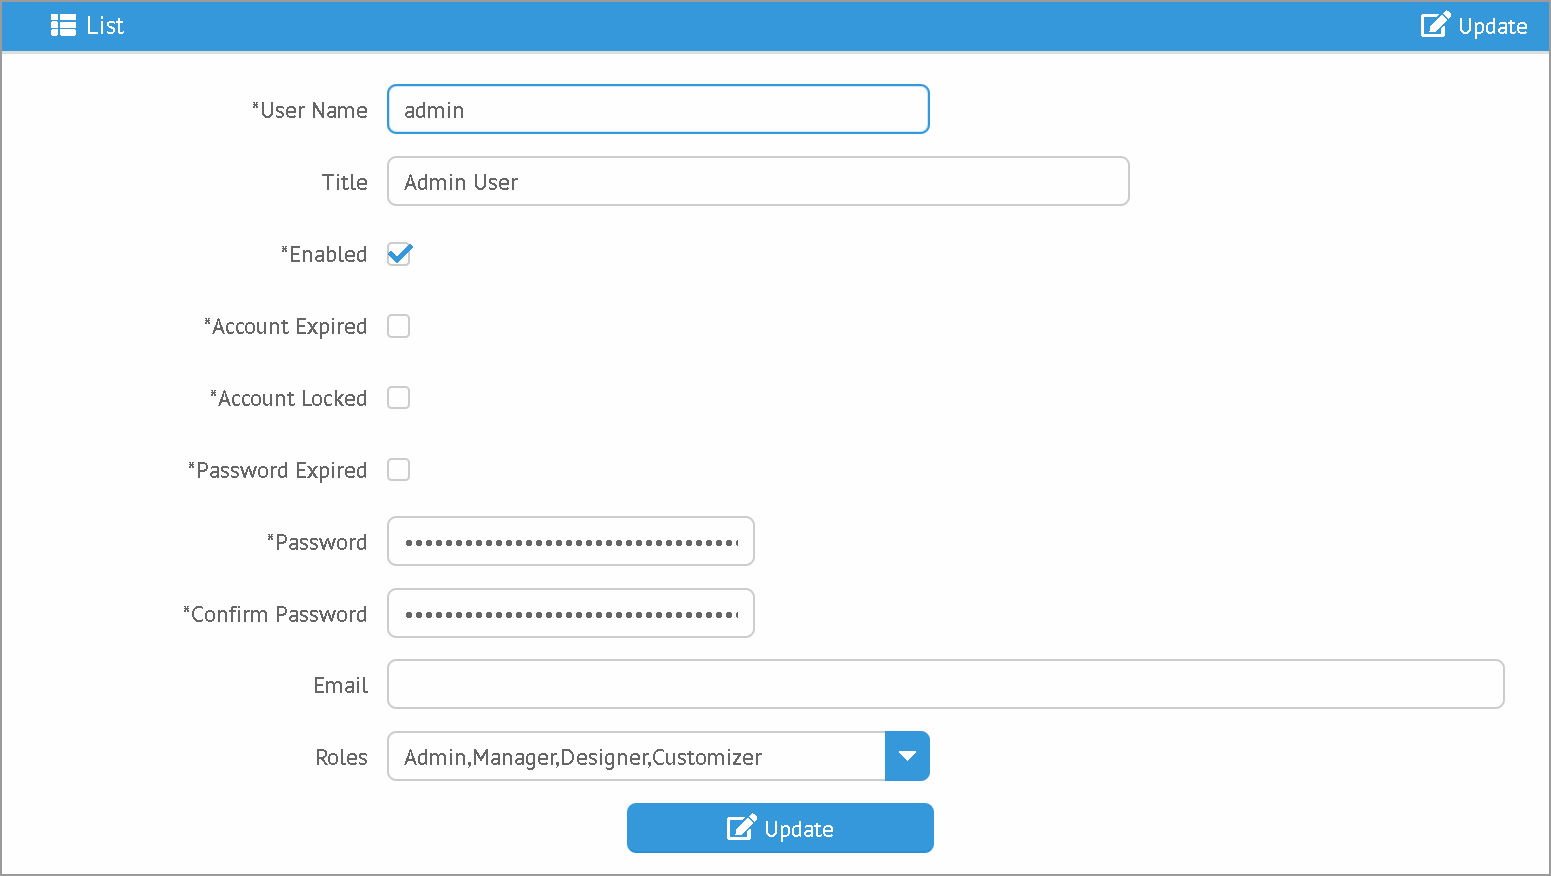 List
Update
*User Name admin
Title Admin User
*Enabled
*Account Expired
*Account Locked
*Password Expired
*Password
*Confirm Password
Email
Roles Admin,Manager,Designer,Customizer
Update